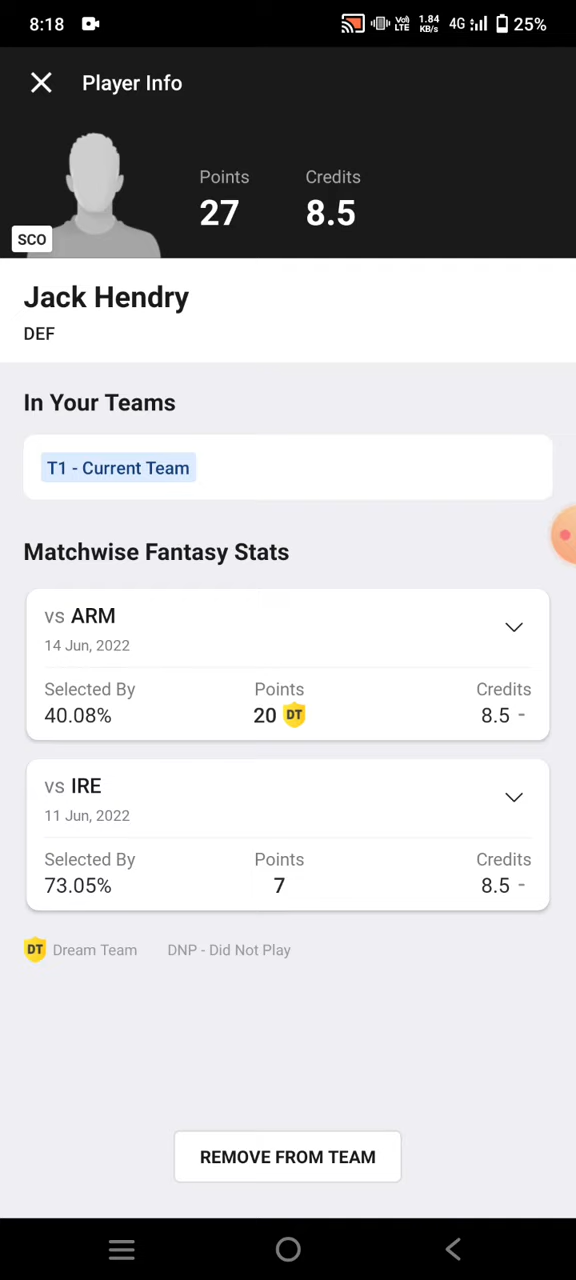 8:18 Vol LTE 1.84 KB/s 4G 25%
Player Info
Points Credits
27 8.5
SCO
Jack Hendry
DEF
In Your Teams
T1 - Current Team
Matchwise Fantasy Stats
vs ARM
14 Jun, 2022
Selected By Points Credits
40.08% 20 DT 8.5 -
vs IRE
11 Jun, 2022
Selected By Points Credits
73.05% 7 8.5 -
DT Dream Team DNP - Did Not Play
REMOVE FROM TEAM